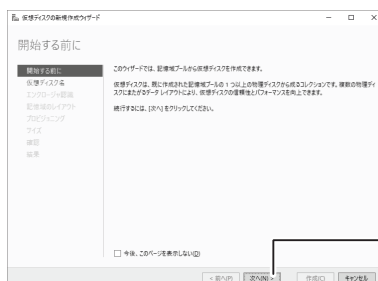 仮想ディスクの新規作成ウィザード
開始する前に
開始する前に
仮想ディスク名
エンクロージャ認識
記憶域のレイアウト
プロビジョニング
サイズ
確認
結果
このウィザードでは、記憶域プールから仮想ディスクを作成できます。
仮想ディスクは、既に作成された記憶域プールの 1 つ以上の物理ディスクから成るコレクションです。複数の物理ディ
スクにまたがるデータ レイアウトにより、仮想ディスクの信頼性とパフォーマンスを向上できます。
続行するには、[次へ] をクリックしてください。
今後、このページを表示しない(D)
< 前へ(P)
次へ(N) >
作成(C)
キャンセル